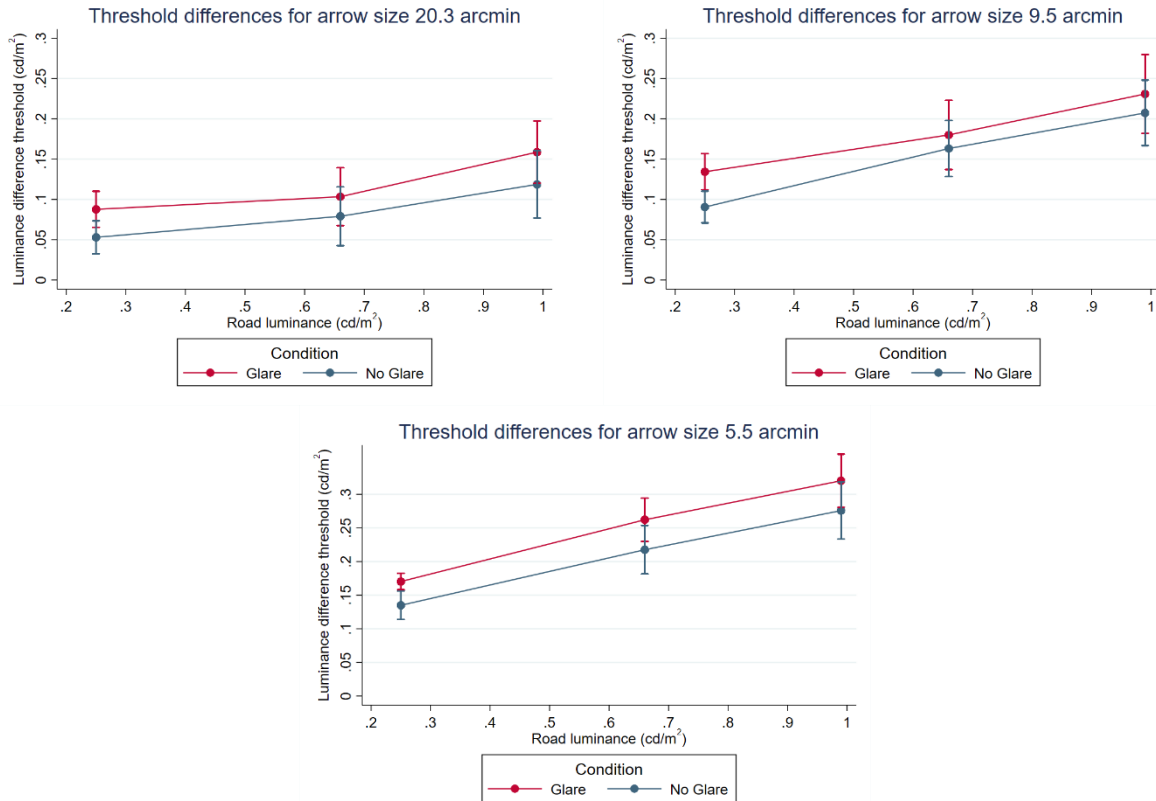 Threshold differences for arrow size 20.3 arcmin
Luminance difference threshold (cd/m²)
.3
.25
.2
.15
.1
.05
0
.2 .3 .4 .5 .6 .7 .8 .9 1
Road luminance (cd/m²)
Condition
Glare No Glare
Threshold differences for arrow size 9.5 arcmin
Luminance difference threshold (cd/m²)
.3
.25
.2
.15
.1
.05
0
.2 .3 .4 .5 .6 .7 .8 .9 1
Road luminance (cd/m²)
Condition
Glare No Glare
Threshold differences for arrow size 5.5 arcmin
Luminance difference threshold (cd/m²)
.3
.25
.2
.15
.1
.05
0
.2 .3 .4 .5 .6 .7 .8 .9 1
Road luminance (cd/m²)
Condition
Glare No Glare